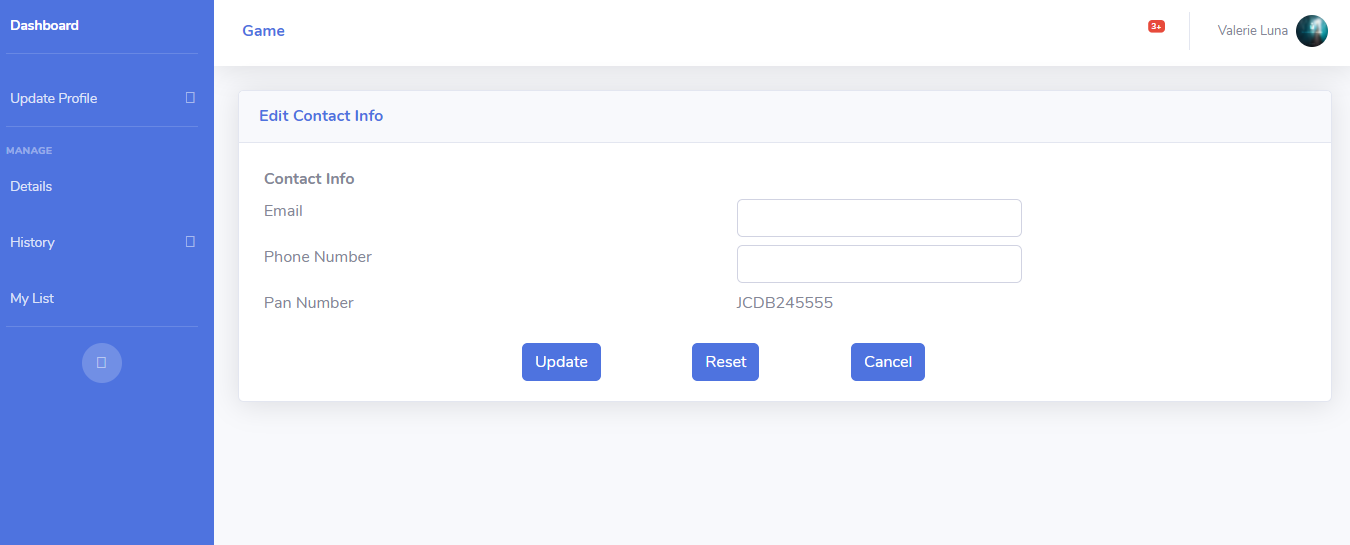 Dashboard
Game
3+
Valerie Luna
Update Profile
MANAGE
Details
History
My List
Edit Contact Info
Contact Info
Email
Phone Number
Pan Number
JCDB245555
Update
Reset
Cancel